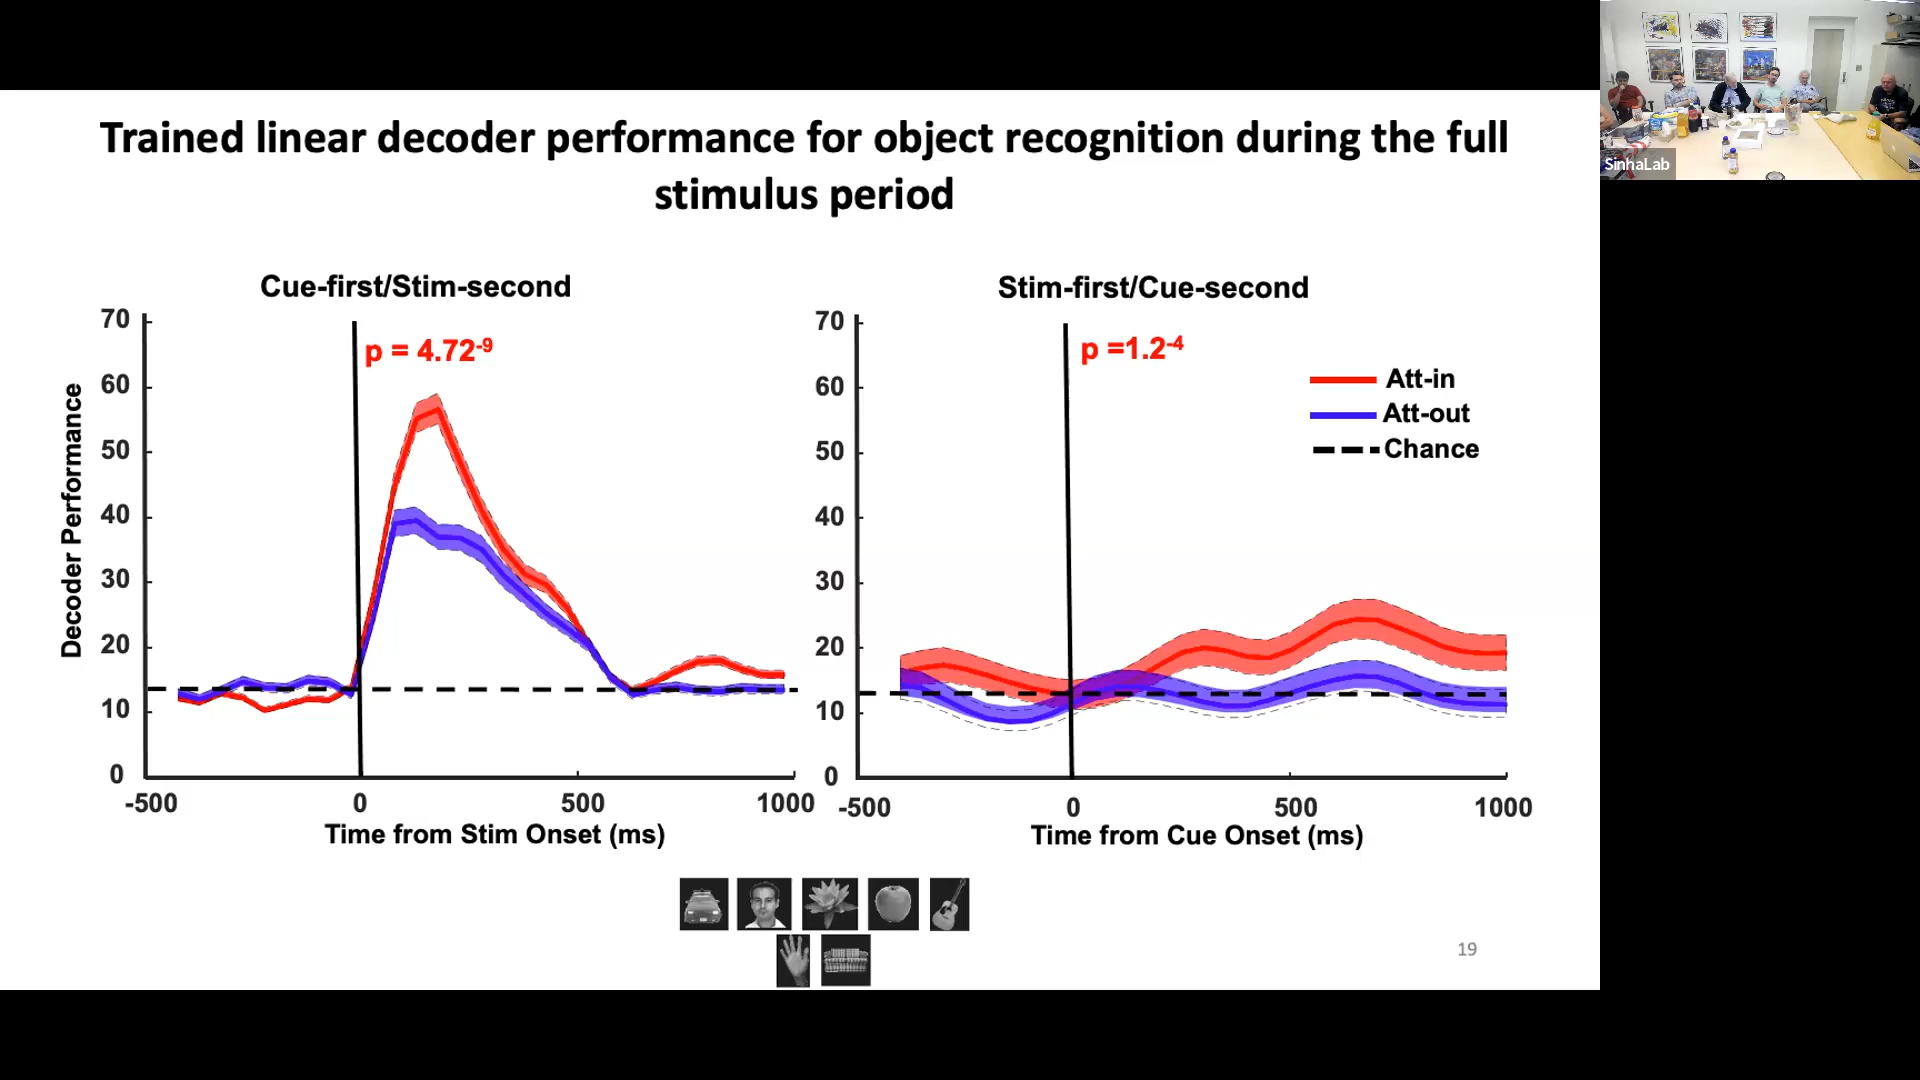 Trained linear decoder performance for object recognition during the full
stimulus period
SinhaLab
Cue-first/Stim-second
70
60
50
40
30
20
10
0
Decoder Performance
p = 4.72-9
-500
0
500
1000
Time from Stim Onset (ms)
Stim-first/Cue-second
70
60
50
40
30
20
10
0
p =1.2-4
Att-in
Att-out
Chance
-500
0
500
1000
Time from Cue Onset (ms)
19